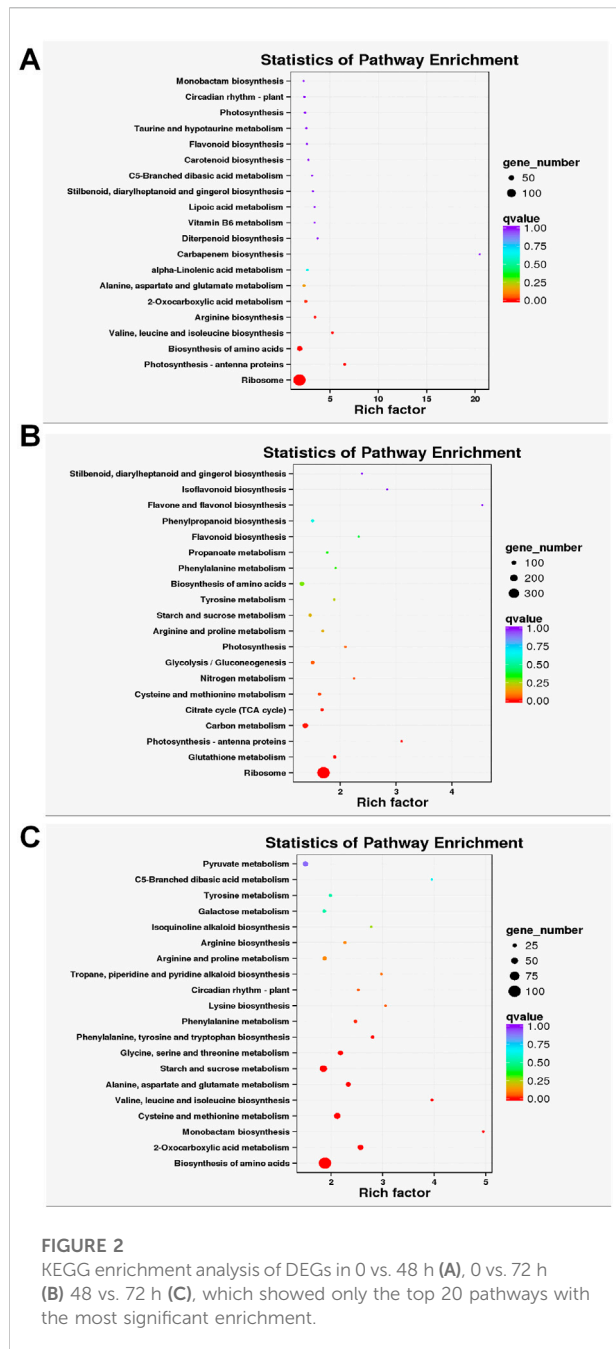 A
Statistics of Pathway Enrichment
Monobactam biosynthesis
Circadian rhythm - plant
Photosynthesis
Taurine and hypotaurine metabolism
Flavonoid biosynthesis
Carotenoid biosynthesis
C5-Branched dibasic acid metabolism
Stilbenoid, diarylheptanoid and gingerol biosynthesis
Lipoic acid metabolism
Vitamin B6 metabolism
Diterpenoid biosynthesis
Carbapenem biosynthesis
alpha-Linolenic acid metabolism
Alanine, aspartate and glutamate metabolism
2-Oxocarboxylic acid metabolism
Arginine biosynthesis
Valine, leucine and isoleucine biosynthesis
Biosynthesis of amino acids
Photosynthesis - antenna proteins
Ribosome
5 10 15 20
Rich factor
gene_number
50
100
qvalue
1.00
0.75
0.50
0.25
0.00
B
Statistics of Pathway Enrichment
Stilbenoid, diarylheptanoid and gingerol biosynthesis
Isoflavonoid biosynthesis
Flavone and flavonol biosynthesis
Phenylpropanoid biosynthesis
Flavonoid biosynthesis
Propanoate metabolism
Phenylalanine metabolism
Biosynthesis of amino acids
Tyrosine metabolism
Starch and sucrose metabolism
Arginine and proline metabolism
Photosynthesis
Glycolysis / Gluconeogenesis
Nitrogen metabolism
Cysteine and methionine metabolism
Citrate cycle (TCA cycle)
Carbon metabolism
Photosynthesis - antenna proteins
Glutathione metabolism
Ribosome
2 3 4
Rich factor
gene_number
100
200
300
qvalue
1.00
0.75
0.50
0.25
0.00
C
Statistics of Pathway Enrichment
Pyruvate metabolism
C5-Branched dibasic acid metabolism
Tyrosine metabolism
Galactose metabolism
Isoquinoline alkaloid biosynthesis
Arginine biosynthesis
Arginine and proline metabolism
Tropane, piperidine and pyridine alkaloid biosynthesis
Circadian rhythm - plant
Lysine biosynthesis
Phenylalanine metabolism
Phenylalanine, tyrosine and tryptophan biosynthesis
Glycine, serine and threonine metabolism
Starch and sucrose metabolism
Alanine, aspartate and glutamate metabolism
Valine, leucine and isoleucine biosynthesis
Cysteine and methionine metabolism
Monobactam biosynthesis
2-Oxocarboxylic acid metabolism
Biosynthesis of amino acids
2 3 4 5
Rich factor
gene_number
25
50
75
100
qvalue
1.00
0.75
0.50
0.25
0.00
FIGURE 2
KEGG enrichment analysis of DEGs in 0 vs. 48 h (A), 0 vs. 72 h
(B) 48 vs. 72 h (C), which showed only the top 20 pathways with
the most significant enrichment.